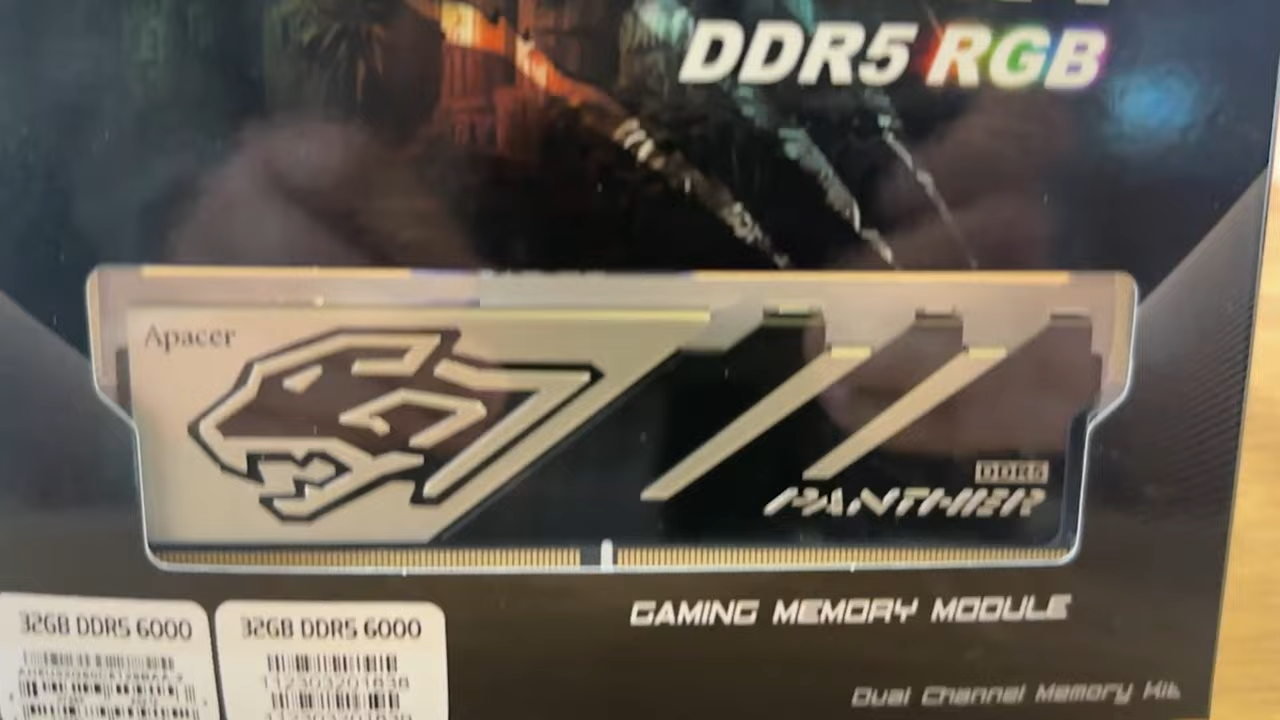 DDR5 RGB
Apacer
DDR5
PANTHER
GAMING MEMORY MODULE
32GB DDR5 6000
32GB DDR5 6000
Dual Channel Memory Kit